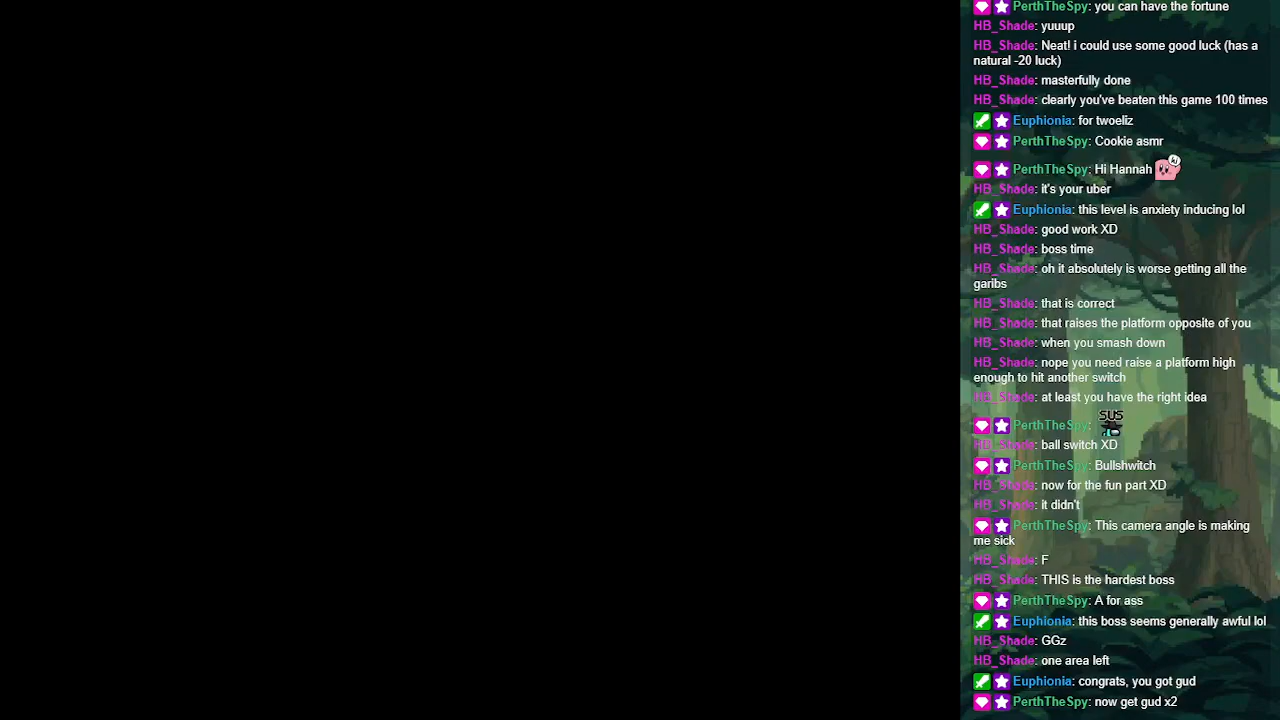 PerthTheSpy: you can have the fortune
HB_Shade: yuuup
HB_Shade: Neat! i could use some good luck (has a
natural -20 luck)
HB_Shade: masterfully done
HB_Shade: clearly you've beaten this game 100 times
Euphionia: for twoeliz
PerthTheSpy: Cookie asmr
PerthTheSpy: Hi Hannah
HB_Shade: it's your uber
Euphionia: this level is anxiety inducing lol
HB_Shade: good work XD
HB_Shade: boss time
HB_Shade: oh it absolutely is worse getting all the
garibs
HB_Shade: that is correct
HB_Shade: that raises the platform opposite of you
HB_Shade: when you smash down
HB_Shade: nope you need raise a platform high
enough to hit another switch
HB_Shade: at least you have the right idea
PerthTheSpy: SUS
HB_Shade: ball switch XD
PerthTheSpy: Bullshwitch
HB_Shade: now for the fun part XD
HB_Shade: it didn't
PerthTheSpy: This camera angle is making
me sick
HB_Shade: F
HB_Shade: THIS is the hardest boss
PerthTheSpy: A for ass
Euphionia: this boss seems generally awful lol
HB_Shade: GGz
HB_Shade: one area left
Euphionia: congrats, you got gud
PerthTheSpy: now get gud x2